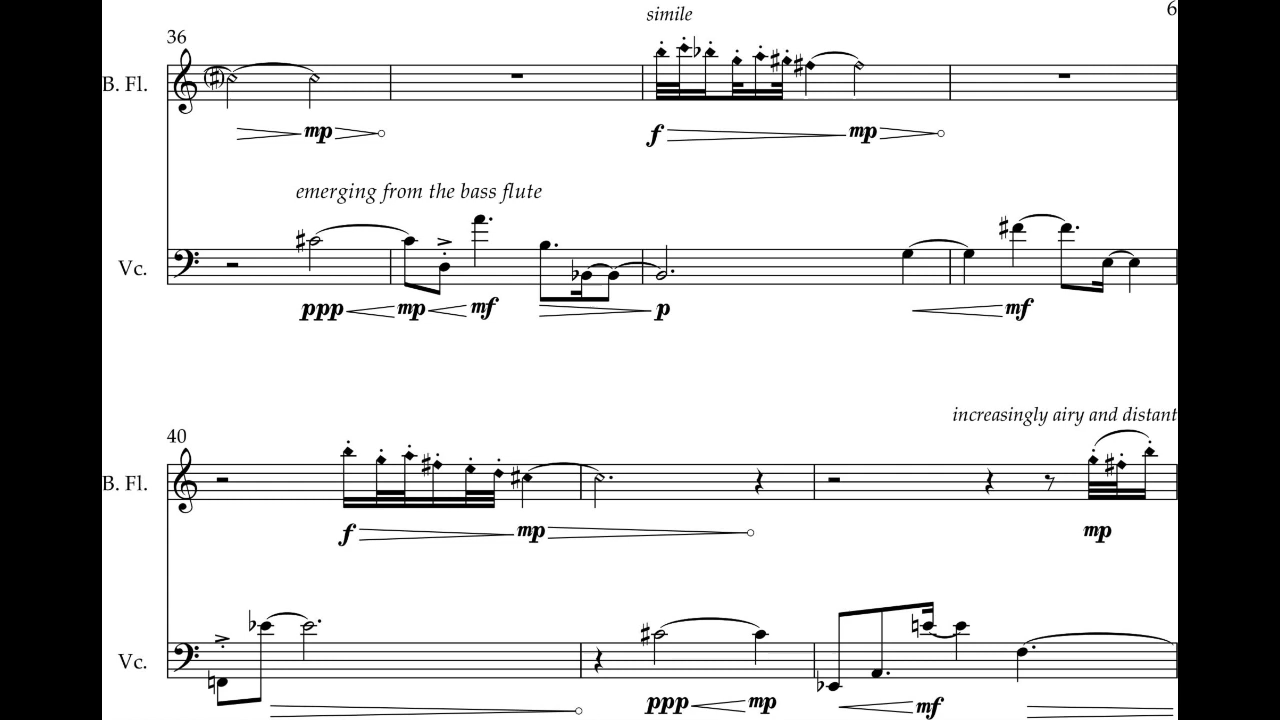 simile
6
36
B. Fl.
mp
f
mp
emerging from the bass flute
Vc.
ppp mp mf p mf
increasingly airy and distant
40
B. Fl.
f mp mp
Vc.
ppp mp mf